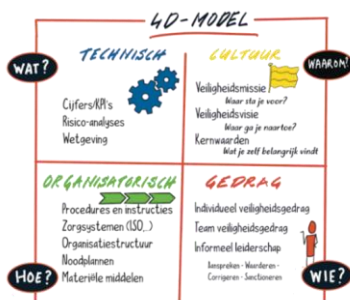 4D-MODEL
WAT?
TECHNISCH
Cijfers/KPI's
Risico-analyses
Wetgeving
CULTUUR
WAAROM?
Veiligheidsmissie
Waar sta je voor?
Veiligheidsvisie
Waar ga je naartoe?
Kernwaarden
Wat je zelf belangrijk vindt
ORGANISATORISCH
Procedures en instructies
Zorgsystemen (ISO,..)
Organisatiestructuur
Noodplannen
Materiële middelen
HOE?
GEDRAG
Individueel veiligheidsgedrag
Team veiligheidsgedrag
Informeel leiderschap
Aanspreken - Waarderen -
Corrigeren - Sanctioneren
WIE?